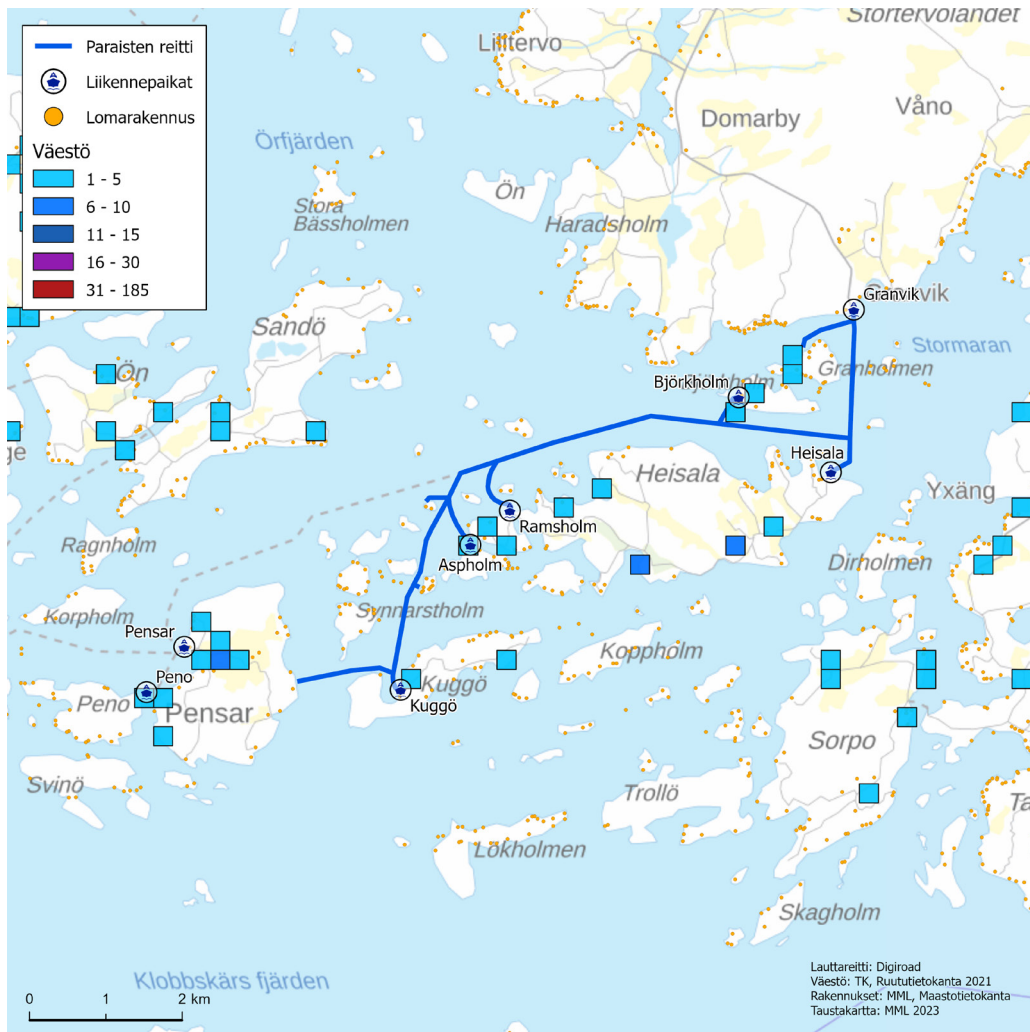 Paraisten reitti
Liikennepaikat
Lomarakennus
Väestö
1 - 5
6 - 10
11 - 15
16 - 30
31 - 185
Stortervolandet
Lilltervo
Våno
Domarby
Örfjärden
Ön
Stora
Bässholmen
Haradsholm
Granvik
Sandö
Stormaran
Granholmen
Ön
Björkholm
Heisala
Heisala
Yxäng
Ramsholm
Ragnholm
Aspholm
Dirholmen
Korpholm
Synnarstholm
Pensar
Koppholm
Peno
Peno
Kuggö
Kuggö
Pensar
Sorpo
Svinö
Trollö
Lökholmen
Skagholm
Klobbskärs fjärden
0 1 2 km
Lauttareitti: Digiroad
Väestö: TK, Ruututietokanta 2021
Rakennukset: MML, Maastotietokanta
Taustakartta: MML 2023